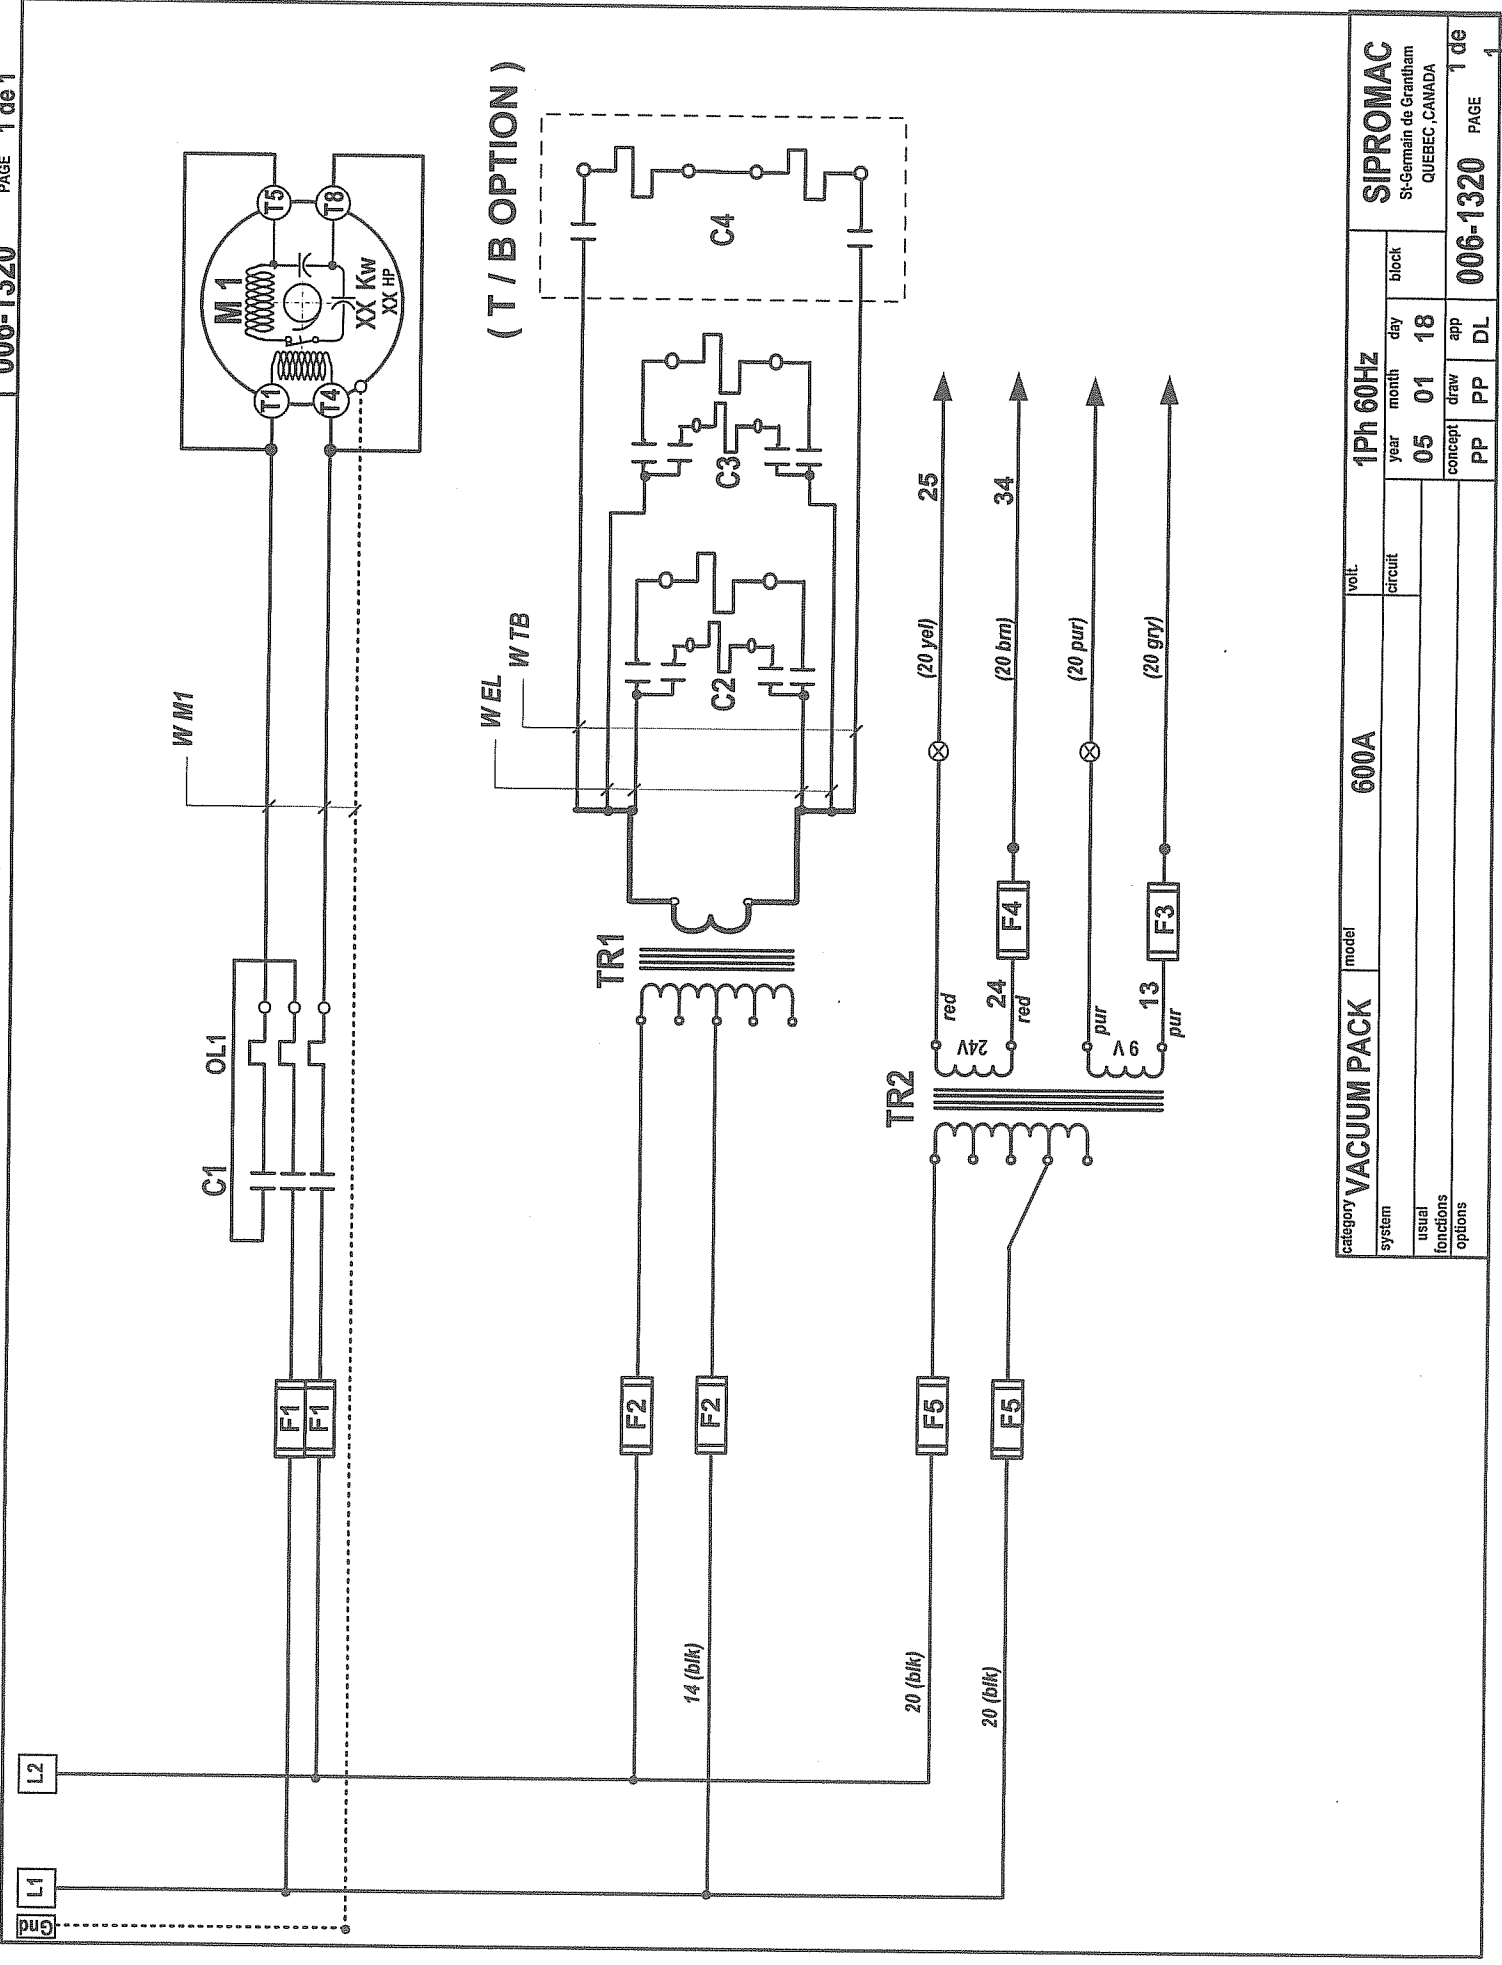 006-1320 PAGE 1 de 1
Gnd
L1
L2
F1
F1
C1
OL1
W M1
M 1
T1
T4
T5
T8
XX Kw
XX HP
14 (blk)
F2
F2
TR1
W EL
W TB
C2
C3
C4
( T / B OPTION )
20 (blk)
20 (blk)
F5
F5
TR2
24V
9 V
red
24
red
pur
13
pur
F4
F3
(20 yel)
25
(20 brn)
34
(20 pur)
(20 gry)
category VACUUM PACK
model 600A
volt. 1Ph 60Hz
SIPROMAC
St-Germain de Grantham
QUEBEC ,CANADA
system
circuit
year month day
05 01 18
block
usual
fonctions
options
concept draw app
PP PP DL
006-1320 PAGE 1 de
1